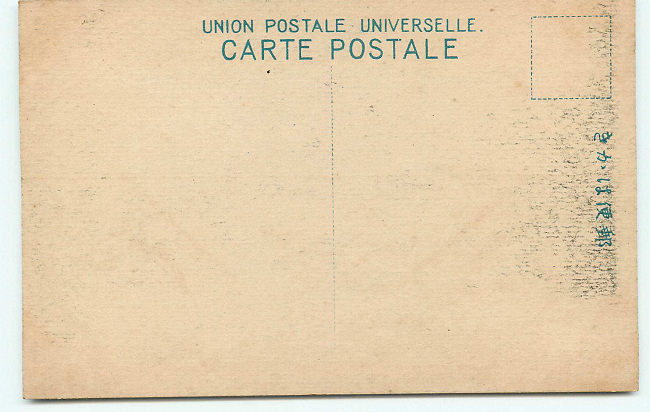 UNION POSTALE UNIVERSELLE.
CARTE POSTALE
郵便はかき